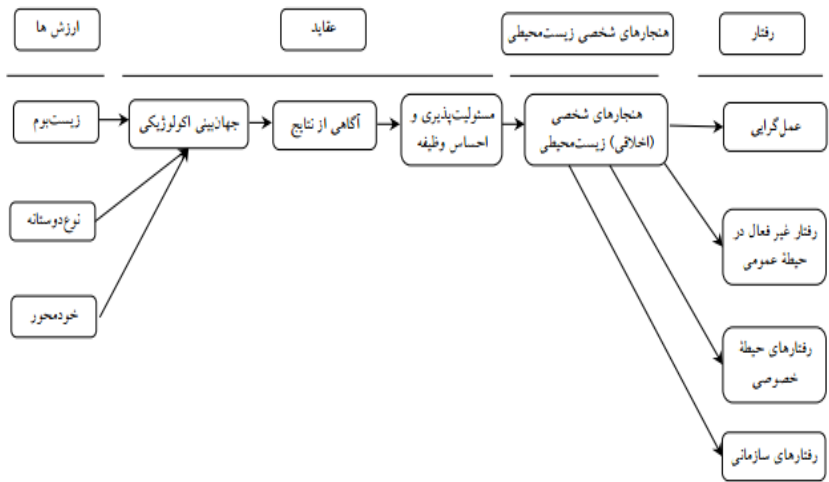 ارزش ها
عقاید
هنجارهای شخصی زیست‌محیطی
رفتار
زیست‌بوم
جهان‌بینی اکولوژیکی
آگاهی از نتایج
مسئولیت‌پذیری و
احساس وظیفه
هنجارهای شخصی
(اخلاقی) زیست‌محیطی
عمل‌گرایی
نوع‌دوستانه
رفتار غیر فعال در
حیطۀ عمومی
خودمحور
رفتارهای حیطۀ
خصوصی
رفتارهای سازمانی